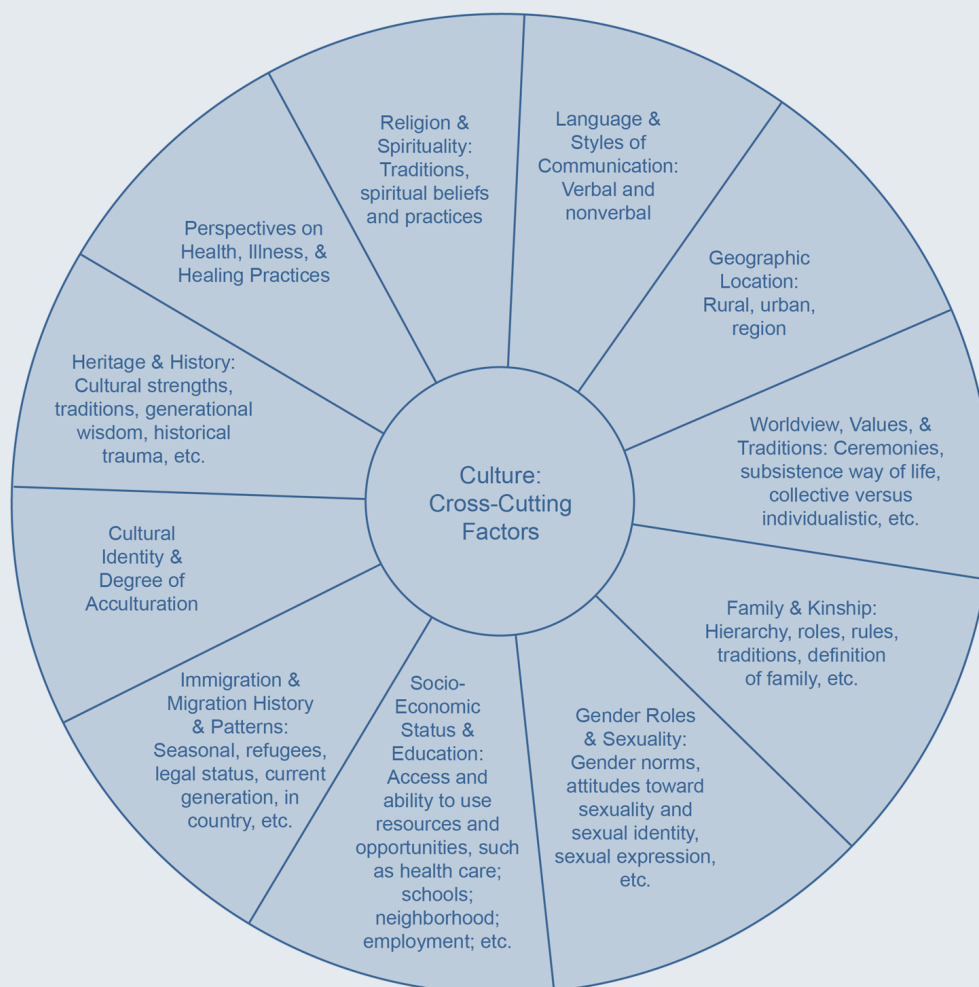 Culture:
Cross-Cutting
Factors
Language &
Styles of
Communication:
Verbal and
nonverbal
Geographic
Location:
Rural, urban,
region
Worldview, Values, &
Traditions: Ceremonies,
subsistence way of life,
collective versus
individualistic, etc.
Family & Kinship:
Hierarchy, roles, rules,
traditions, definition
of family, etc.
Gender Roles
& Sexuality:
Gender norms,
attitudes toward
sexuality and
sexual identity,
sexual expression,
etc.
Socio-
Economic
Status &
Education:
Access and
ability to use
resources and
opportunities, such
as health care;
schools;
neighborhood;
employment; etc.
Immigration &
Migration History
& Patterns:
Seasonal, refugees,
legal status, current
generation, in
country, etc.
Cultural
Identity &
Degree of
Acculturation
Heritage & History:
Cultural strengths,
traditions, generational
wisdom, historical
trauma, etc.
Perspectives on
Health, Illness, &
Healing Practices
Religion &
Spirituality:
Traditions,
spiritual beliefs
and practices